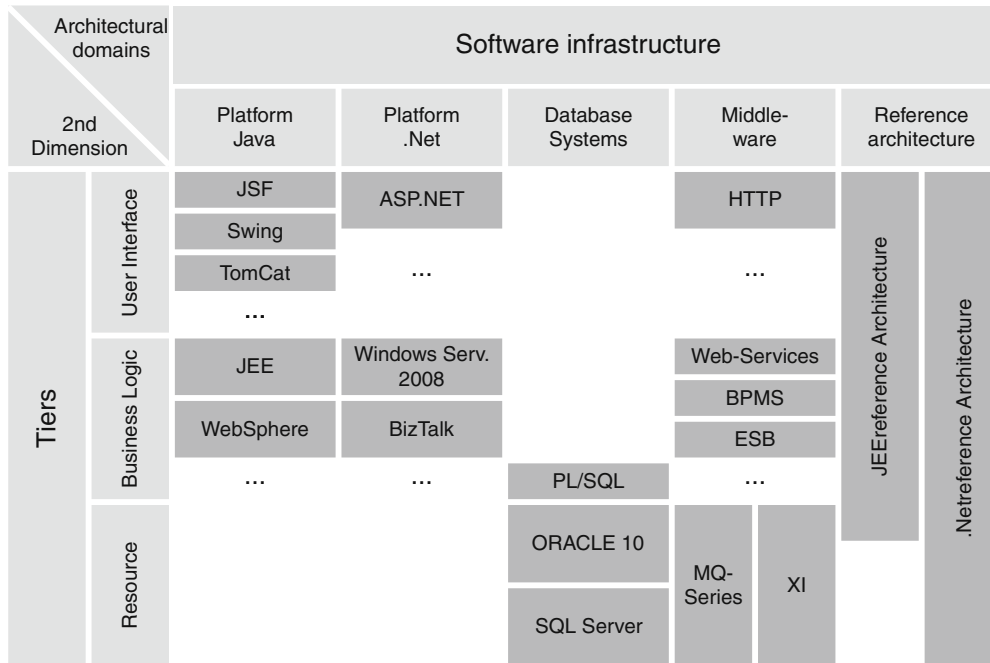 Architectural
domains
2nd
Dimension
Software infrastructure
Platform
Java
Platform
.Net
Database
Systems
Middle-
ware
Reference
architecture
Tiers
User Interface
JSF
Swing
TomCat
...
ASP.NET
...
HTTP
...
Business Logic
JEE
WebSphere
...
Windows Serv.
2008
BizTalk
...
PL/SQL
Web-Services
BPMS
ESB
...
Resource
ORACLE 10
SQL Server
MQ-
Series
XI
JEEreference Architecture
.Netreference Architecture